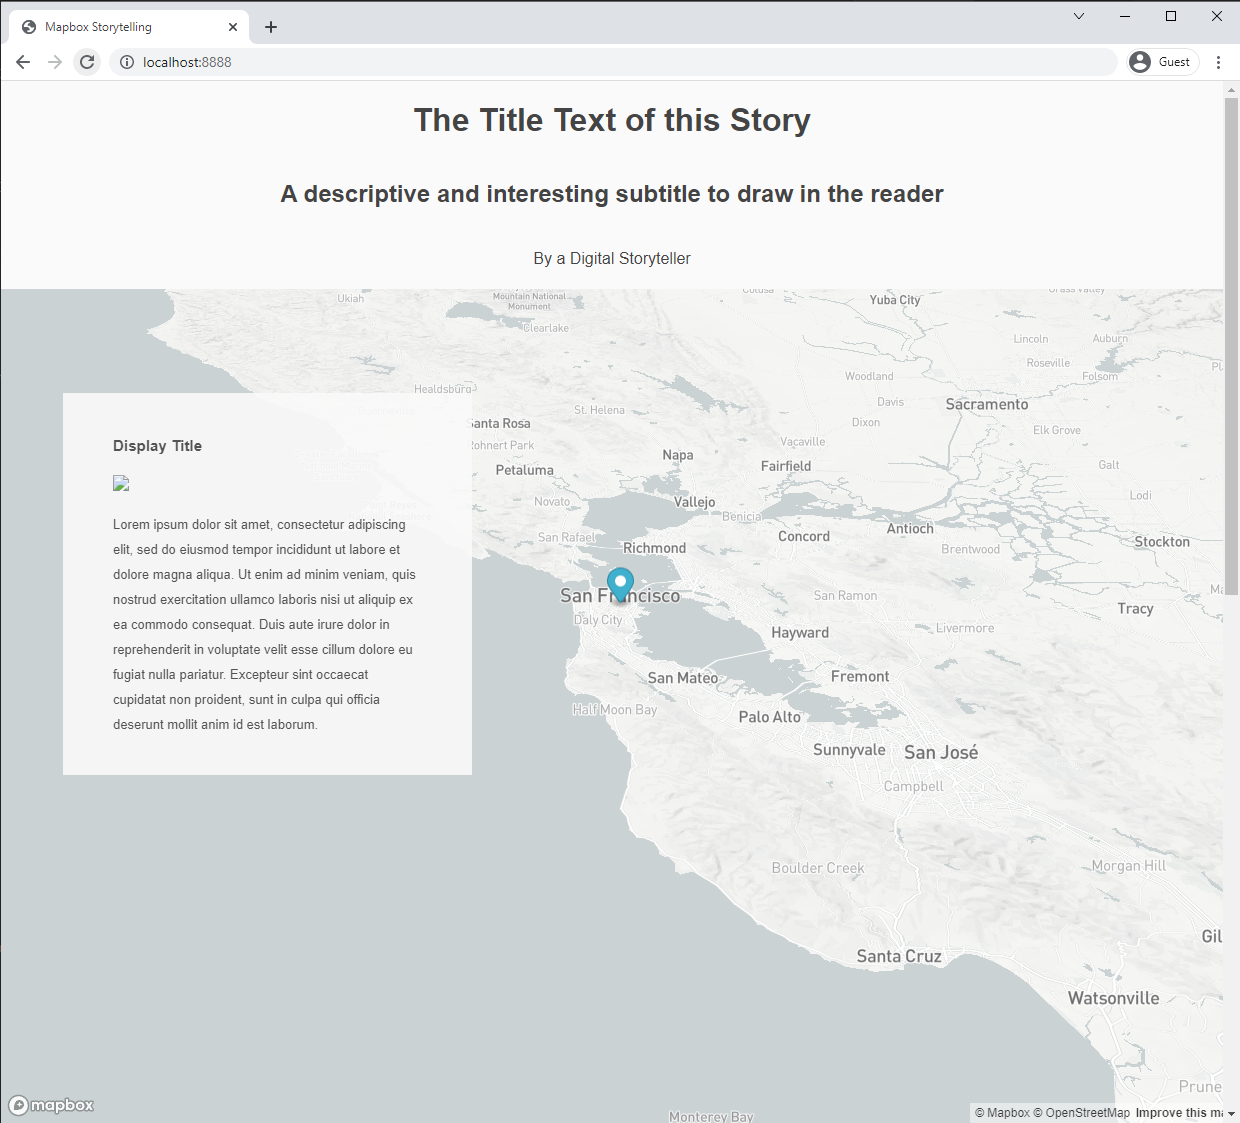 Mapbox Storytelling
localhost:8888
Guest
The Title Text of this Story
A descriptive and interesting subtitle to draw in the reader
By a Digital Storyteller
Ukiah
Mountain National
Monument
Colusa
Yuba City
Grass Valley
Clearlake
Lincoln
Auburn
Roseville
Folsom
Woodland
Healdsburg
Davis
Sacramento
St. Helena
Santa Rosa
Dixon
Elk Grove
Rohnert Park
Vacaville
Napa
Petaluma
Fairfield
Galt
Novato
Vallejo
Lodi
Benicia
Antioch
San Rafael
Concord
Richmond
Brentwood
Stockton
San Francisco
San Ramon
Ma
Daly City
Tracy
Hayward
Livermore
San Mateo
Fremont
Half Moon Bay
Palo Alto
Sunnyvale
San José
Campbell
Boulder Creek
Morgan Hill
Gil
Santa Cruz
Watsonville
Prune
Monterey Bay
Display Title
Lorem ipsum dolor sit amet, consectetur adipiscing
elit, sed do eiusmod tempor incididunt ut labore et
dolore magna aliqua. Ut enim ad minim veniam, quis
nostrud exercitation ullamco laboris nisi ut aliquip ex
ea commodo consequat. Duis aute irure dolor in
reprehenderit in voluptate velit esse cillum dolore eu
fugiat nulla pariatur. Excepteur sint occaecat
cupidatat non proident, sunt in culpa qui officia
deserunt mollit anim id est laborum.
mapbox
© Mapbox © OpenStreetMap Improve this ma